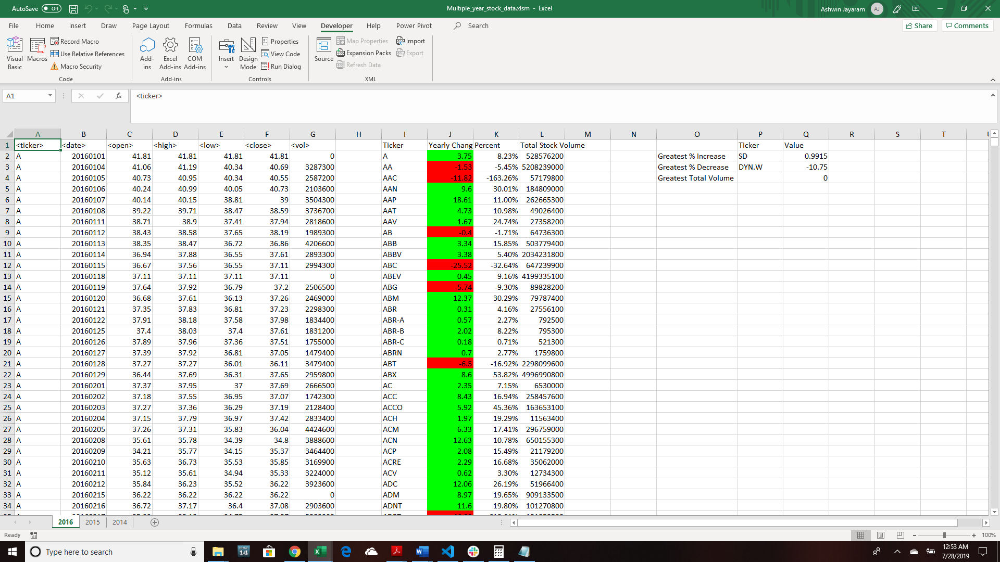 AutoSave Off Multiple_year_stock_data.xlsm - Excel Ashwin Jayaram AJ
File Home Insert Draw Page Layout Formulas Data Review View Developer Help Power Pivot Search Share Comments
Visual Basic Macros Record Macro Use Relative References Macro Security
Add-ins Excel Add-ins COM Add-ins
Insert Design Mode Properties View Code Run Dialog
Source Map Properties Expansion Packs Refresh Data Import Export
Code Add-ins Controls XML
A1 fx <ticker>
A B C D E F G H I J K L M N O P Q R S T
1 <ticker> <date> <open> <high> <low> <close> <vol> Ticker Yearly Chang Percent Total Stock Volume Ticker Value
2 A 20160101 41.81 41.81 41.81 41.81 0 A 3.75 8.23% 528576200 Greatest % Increase SD 0.9915
3 A 20160104 41.06 41.19 40.34 40.69 3287300 AA -1.53 -5.45% 5208239000 Greatest % Decrease DYN.W -10.75
4 A 20160105 40.73 40.95 40.34 40.55 2587200 AAC -11.82 -163.26% 57179800 Greatest Total Volume 0
5 A 20160106 40.24 40.99 40.05 40.73 2103600 AAN 9.6 30.01% 184809000
6 A 20160107 40.14 40.15 38.81 39 3504300 AAP 18.61 11.00% 262665300
7 A 20160108 39.22 39.71 38.47 38.59 3736700 AAT 4.73 10.98% 49026400
8 A 20160111 38.71 38.9 37.41 37.94 2818600 AAV 1.67 24.74% 27358200
9 A 20160112 38.43 38.58 37.65 38.19 1989300 AB -0.4 -1.71% 64736300
10 A 20160113 38.35 38.47 36.72 36.86 4206600 ABB 3.34 15.85% 503779400
11 A 20160114 36.94 37.88 36.55 37.61 2893300 ABBV 3.38 5.40% 2034231800
12 A 20160115 36.67 37.56 36.55 37.11 2994300 ABC -25.52 -32.64% 647239900
13 A 20160118 37.11 37.11 37.11 37.11 0 ABEV 0.45 9.16% 4199335100
14 A 20160119 37.64 37.92 36.79 37.2 2506500 ABG -5.74 -9.30% 89828200
15 A 20160120 36.68 37.61 36.13 37.26 2469000 ABM 12.37 30.29% 79787400
16 A 20160121 37.35 37.83 36.81 37.23 2298300 ABR 0.31 4.16% 27556100
17 A 20160122 37.91 38.18 37.58 37.98 1834400 ABR-A 0.57 2.27% 792500
18 A 20160125 37.4 38.03 37.4 37.61 1831200 ABR-B 2.02 8.22% 795300
19 A 20160126 37.89 37.96 37.36 37.51 1755000 ABR-C 0.18 0.71% 521300
20 A 20160127 37.39 37.92 36.81 37.05 1479400 ABRN 0.7 2.77% 1759800
21 A 20160128 37.27 37.27 36.01 36.11 3479400 ABT -6.5 -16.92% 2298099600
22 A 20160129 36.44 37.69 36.31 37.65 2959800 ABX 8.6 53.82% 4996990800
23 A 20160201 37.37 37.95 37 37.69 2666500 AC 2.35 7.15% 6530000
24 A 20160202 37.18 37.55 36.95 37.07 1742300 ACC 8.43 16.94% 258457600
25 A 20160203 37.27 37.36 36.29 37.19 2128400 ACCO 5.92 45.36% 163653100
26 A 20160204 37.15 37.79 36.97 37.42 2833400 ACH 1.97 19.29% 11563400
27 A 20160205 37.26 37.31 35.83 36.04 4424600 ACM 6.33 17.41% 296759000
28 A 20160208 35.61 35.78 34.39 34.8 3888600 ACN 12.63 10.78% 650155300
29 A 20160209 34.21 35.77 34.15 35.37 3464400 ACP 2.08 15.49% 21179200
30 A 20160210 35.63 36.73 35.53 35.85 3169900 ACRE 2.29 16.68% 35062000
31 A 20160211 35.12 35.61 34.94 35.33 3224000 ACV 0.62 3.30% 12734300
32 A 20160212 35.84 36.23 35.52 36.22 3923600 ADC 12.06 26.19% 51966400
33 A 20160215 36.22 36.22 36.22 36.22 0 ADM 8.97 19.65% 909133500
34 A 20160216 36.72 37.17 36.4 37.08 2903600 ADNT 11.6 19.80% 101270800
2016 2015 2014
Ready 100%
Type here to search 14 12:53 AM
7/28/2019